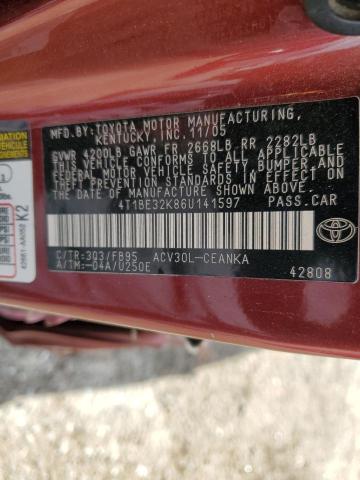 MFD.BY: TOYOTA MOTOR MANUFACTURING,
KENTUCKY, INC. 11/05
GVWR 4200LB GAWR FR 2668LB RR 2282LB
THIS VEHICLE CONFORMS TO ALL APPLICABLE
FEDERAL MOTOR VEHICLE SAFETY, BUMPER AND
THEFT PREVENTION STANDARDS IN EFFECT ON
THE DATE OF MANUFACTURE SHOWN ABOVE.
4T1BE32K86U141597 PASS.CAR
C/TR:3Q3/FB95 ACV30L-CEANKA
A/TM:-04A/U250E
42808
TOYOTA
K2